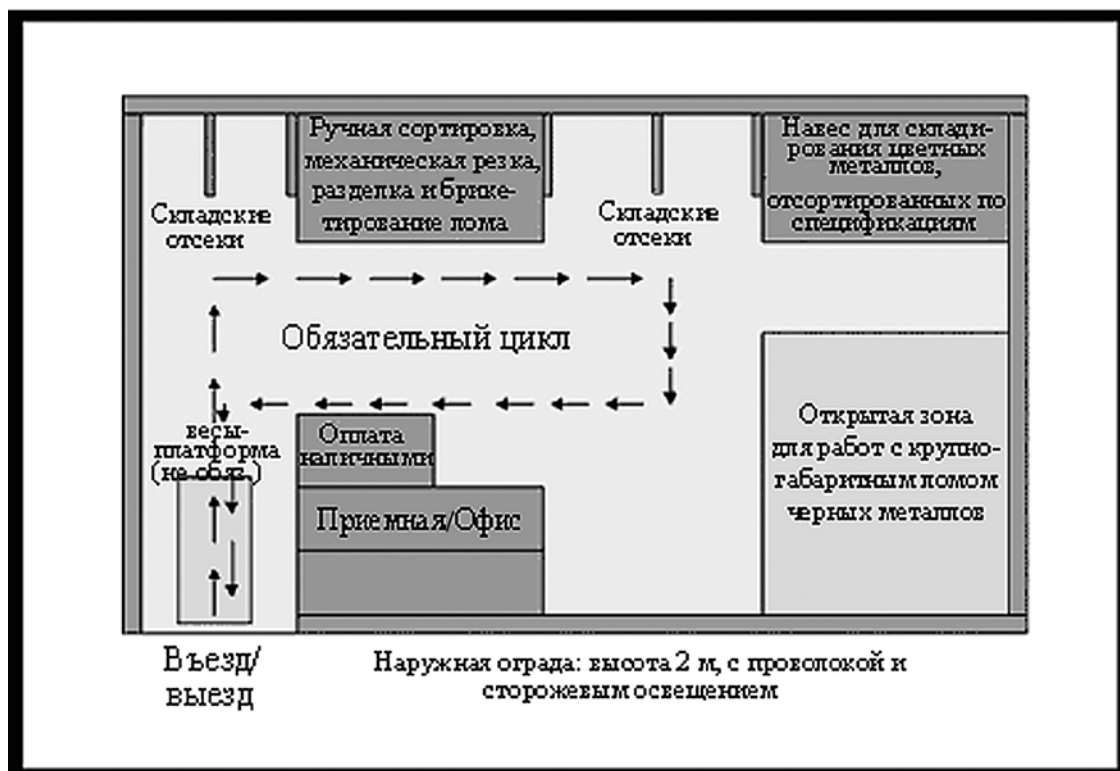 Ручная сортировка,
механическая резка,
разделка и брике-
тирование лома
Навес для склади-
рования цветных
металлов,
отсортированных по
спецификациям
Складские
отсеки
Складские
отсеки
Обязательный цикл
весы-
платформа
(не обяз.)
Оплата
наличными
Приемная/Офис
Открытая зона
для работ с крупно-
габаритным ломом
черных металлов
Въезд/
выезд
Наружная ограда: высота 2 м, с проволокой и
сторожевым освещением